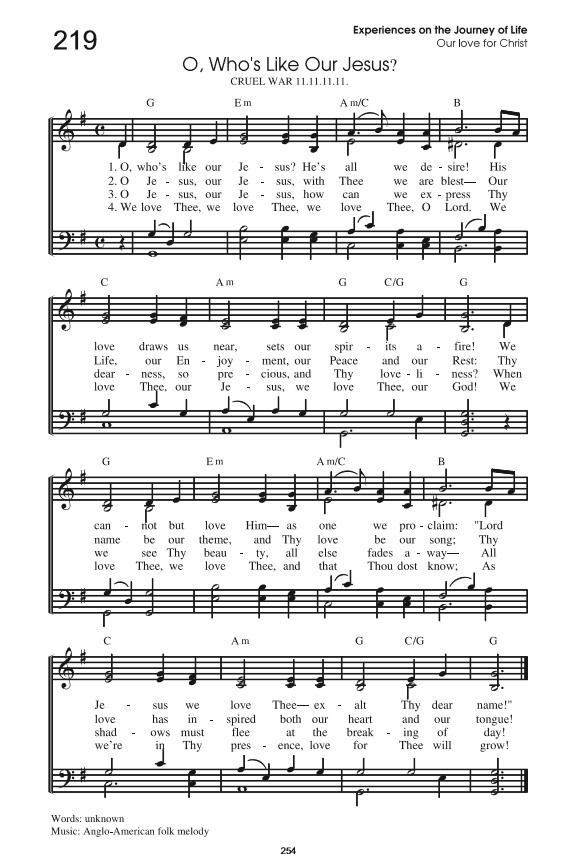 219
Experiences on the Journey of Life
Our love for Christ
O, Who's Like Our Jesus?
CRUEL WAR 11.11.11.11.
G Em Am/C B
1. O, who's like our Je - sus? He's all we de - sire! His
2. O Je - sus, our Je - sus, with Thee we are blest— Our
3. O Je - sus, our Je - sus, how can we ex - press Thy
4. We love Thee, we love Thee, we love Thee, O Lord. We
C Am G C/G G
love draws us near, sets our spir - its a - fire! We
Life, our En - joy - ment, our Peace and our Rest: Thy
dear - ness, so pre - cious, and Thy love - li - ness? When
love Thee, our Je - sus, we love Thee, our God! We
G Em Am/C B
can - not but love Him— as one we pro - claim: "Lord
name be our theme, and Thy love be our song; Thy
we see Thy beau - ty, all else fades a - way— All
love Thee, we love Thee, and that Thou dost know; As
C Am G C/G G
Je - sus we love Thee— ex - alt Thy dear name!"
love has in - spired both our heart and our tongue!
shad - ows must flee at the break - ing of day!
we're in Thy pres - ence, love for Thee will grow!
Words: unknown
Music: Anglo-American folk melody
254